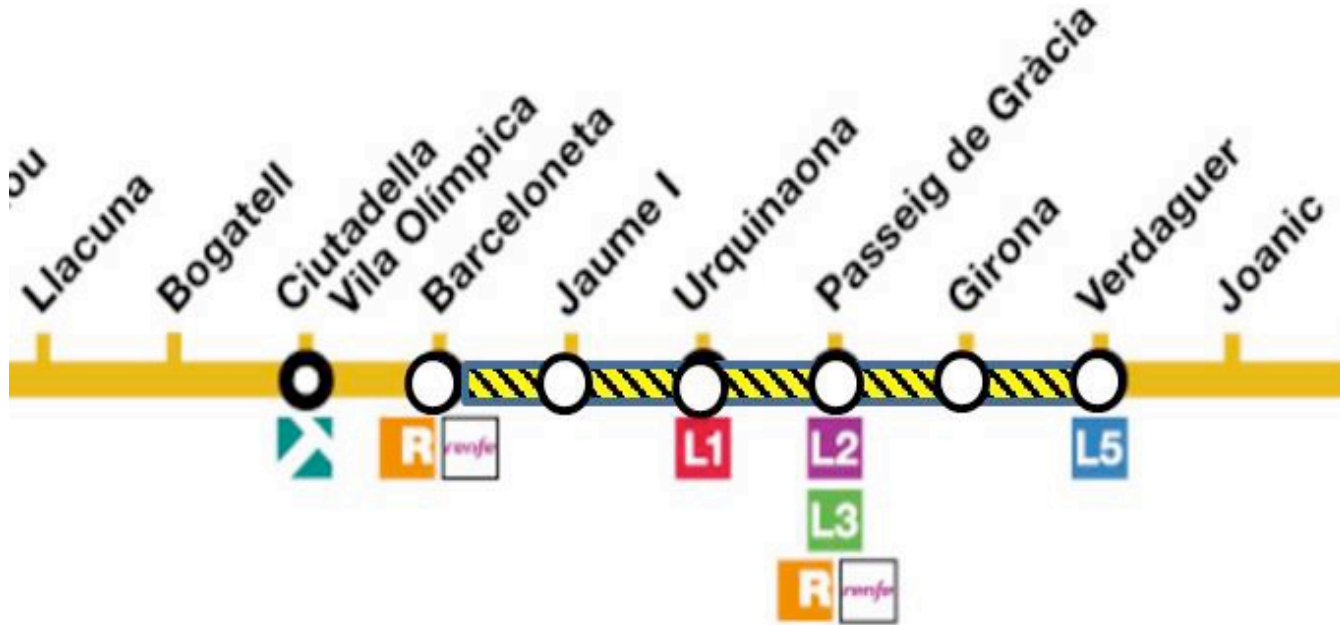 Llacuna
Bogatell
Ciutadella
Vila Olímpica
Barceloneta
Jaume I
Urquinaona
Passeig de Gràcia
Girona
Verdaguer
Joanic
R renfe
L1
L2
L5
L3
R renfe